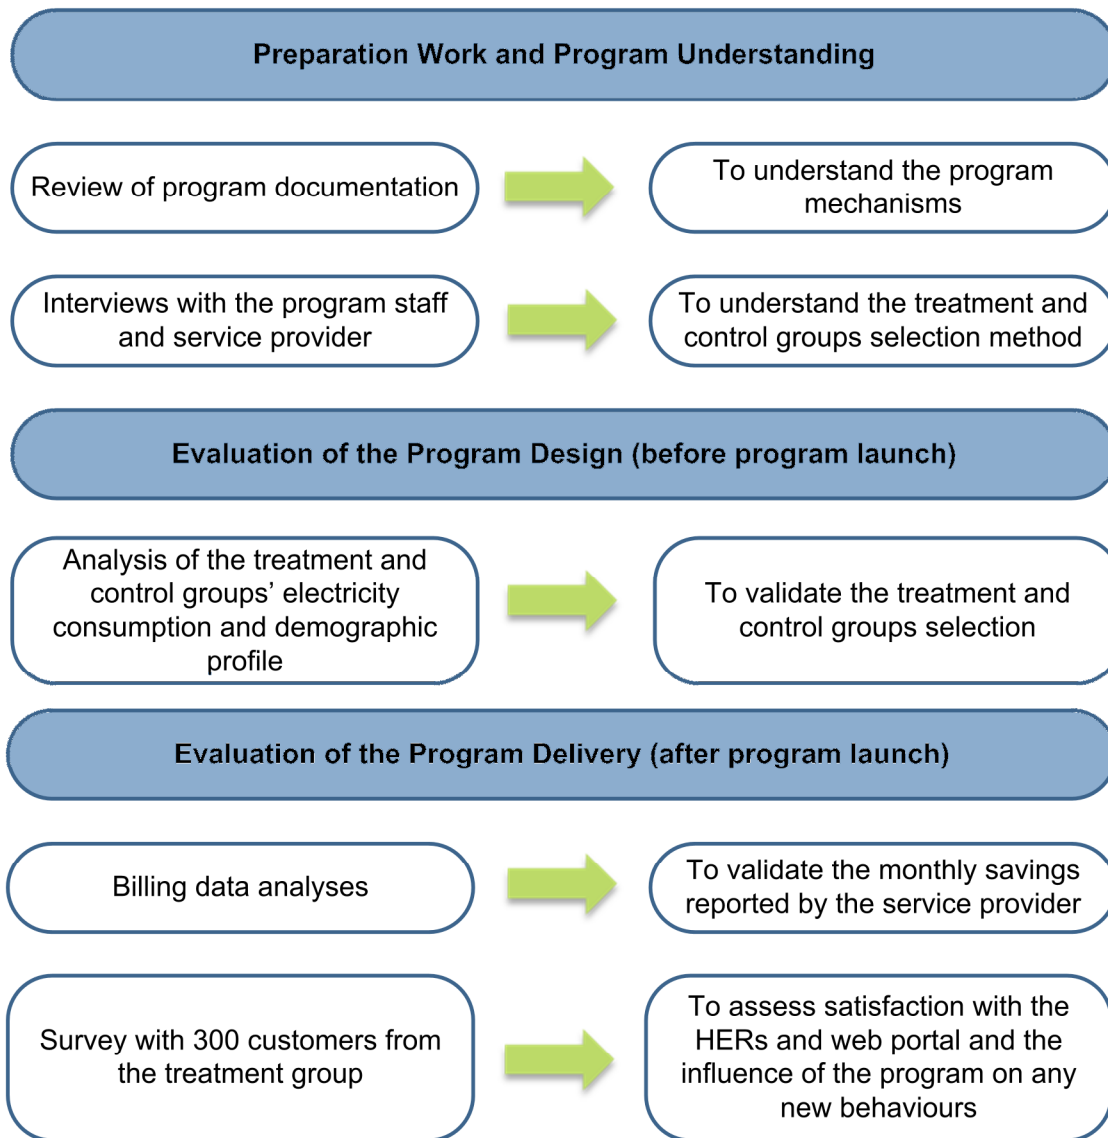 Preparation Work and Program Understanding
Review of program documentation
To understand the program
mechanisms
Interviews with the program staff
and service provider
To understand the treatment and
control groups selection method
Evaluation of the Program Design (before program launch)
Analysis of the treatment and
control groups’ electricity
consumption and demographic
profile
To validate the treatment and
control groups selection
Evaluation of the Program Delivery (after program launch)
Billing data analyses
To validate the monthly savings
reported by the service provider
Survey with 300 customers from
the treatment group
To assess satisfaction with the
HERs and web portal and the
influence of the program on any
new behaviours